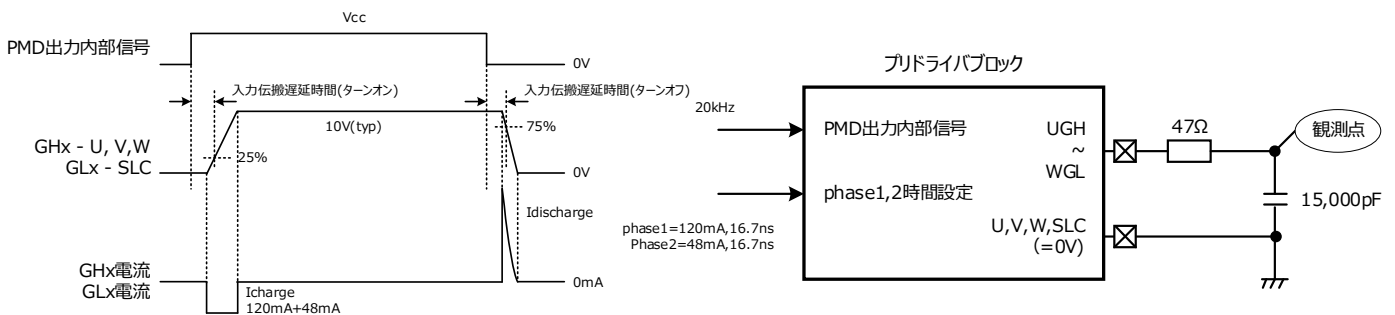 Vcc
PMD出力内部信号
0V
入力伝搬遅延時間(ターンオン)
入力伝搬遅延時間(ターンオフ)
10V(typ)
75%
GHx - U, V,W
GLx - SLC
25%
0V
Idischarge
GHx電流
GLx電流
0mA
Icharge
120mA+48mA
プリドライバブロック
20kHz
PMD出力内部信号
phase1,2時間設定
phase1=120mA,16.7ns
Phase2=48mA,16.7ns
UGH
~
WGL
U,V,W,SLC
(=0V)
47Ω
観測点
15,000pF